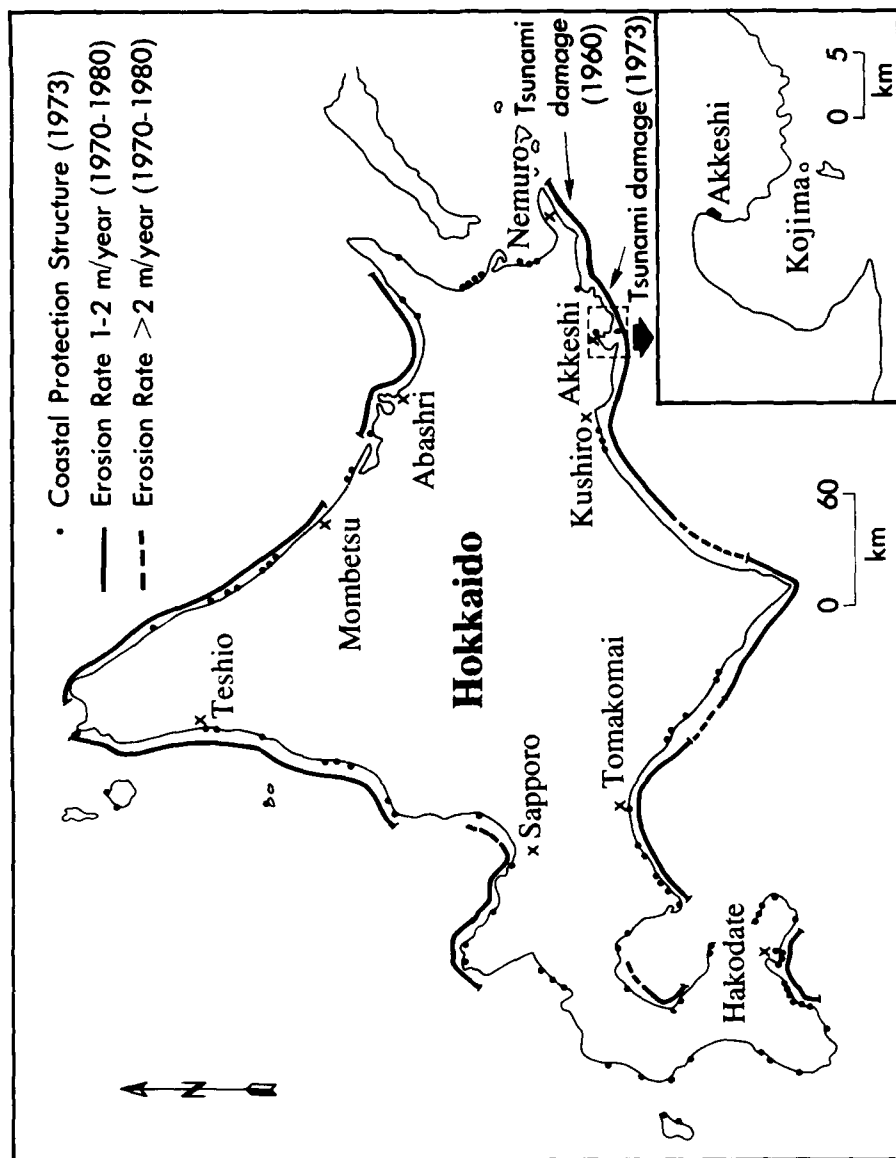 • Coastal Protection Structure (1973)
Erosion Rate 1-2 m/year (1970-1980)
Erosion Rate >2 m/year (1970-1980)
N
Teshio
Mombetsu
Abashri
Nemuro
Tsunami
damage
(1960)
Tsunami damage (1973)
Hokkaido
Sapporo
Tomakomai
Kushiro
Akkeshi
Hakodate
0 60
km
Akkeshi
Kojima
0 5
km